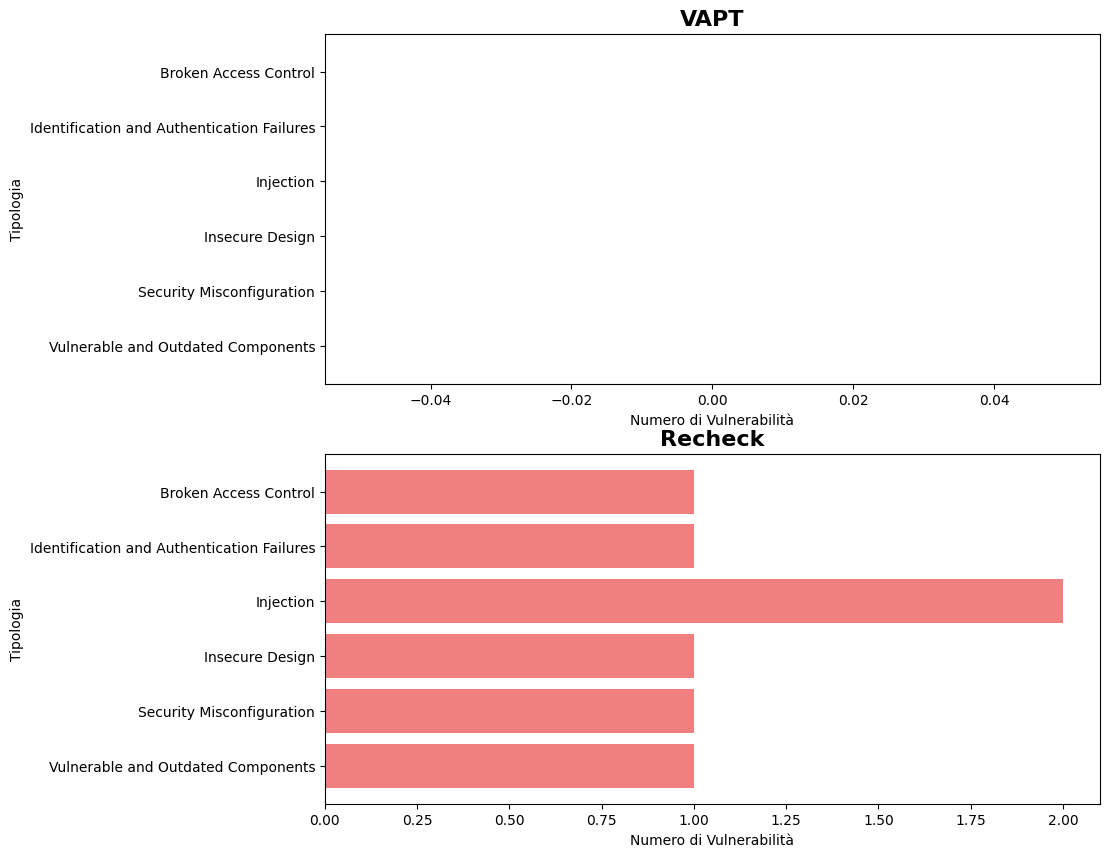 VAPT
Tipologia
Broken Access Control
Identification and Authentication Failures
Injection
Insecure Design
Security Misconfiguration
Vulnerable and Outdated Components
−0.04 −0.02 0.00 0.02 0.04
Numero di Vulnerabilità
Recheck
Tipologia
Broken Access Control
Identification and Authentication Failures
Injection
Insecure Design
Security Misconfiguration
Vulnerable and Outdated Components
0.00 0.25 0.50 0.75 1.00 1.25 1.50 1.75 2.00
Numero di Vulnerabilità